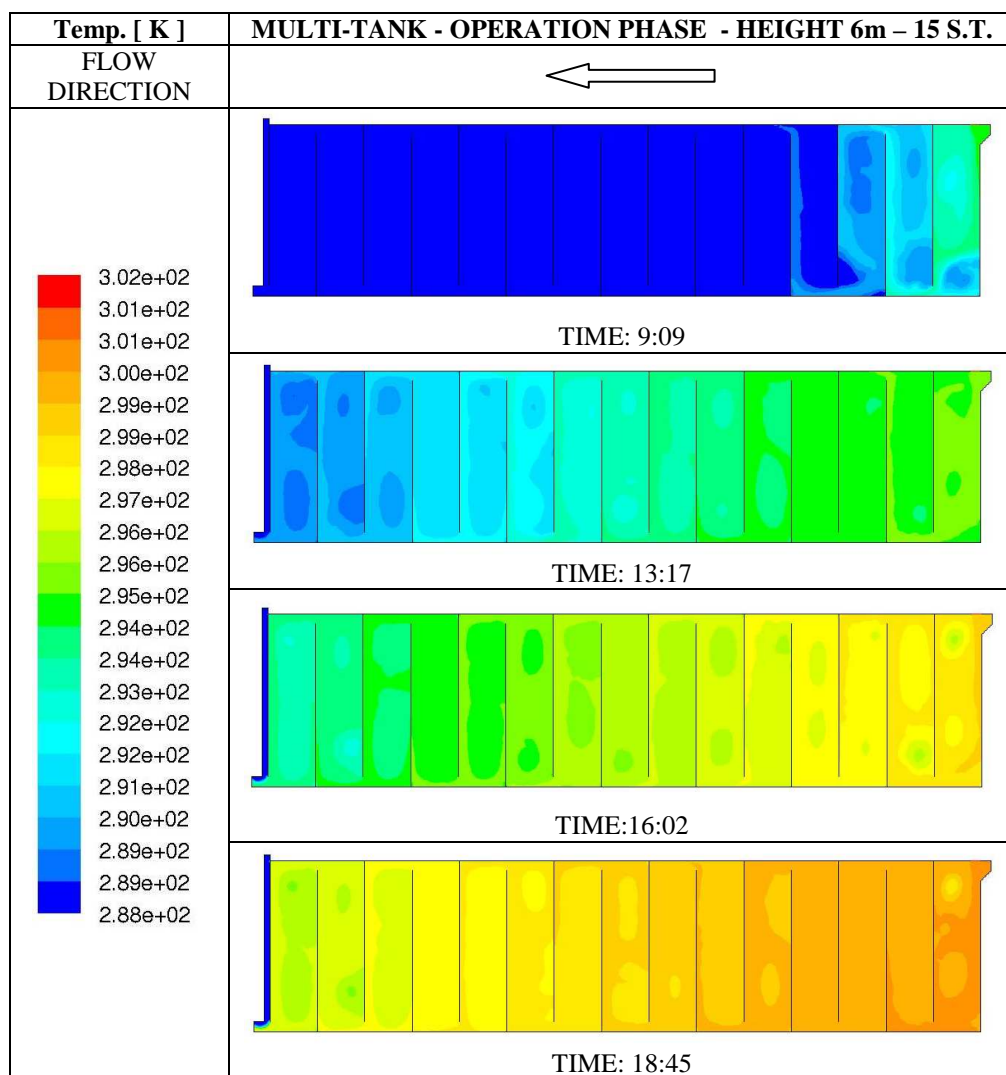 Temp. [ K ]
MULTI-TANK - OPERATION PHASE - HEIGHT 6m – 15 S.T.
FLOW
DIRECTION
3.02e+02
3.01e+02
3.01e+02
3.00e+02
2.99e+02
2.99e+02
2.98e+02
2.97e+02
2.96e+02
2.96e+02
2.95e+02
2.94e+02
2.94e+02
2.93e+02
2.92e+02
2.92e+02
2.91e+02
2.90e+02
2.89e+02
2.89e+02
2.88e+02
TIME: 9:09
TIME: 13:17
TIME:16:02
TIME: 18:45